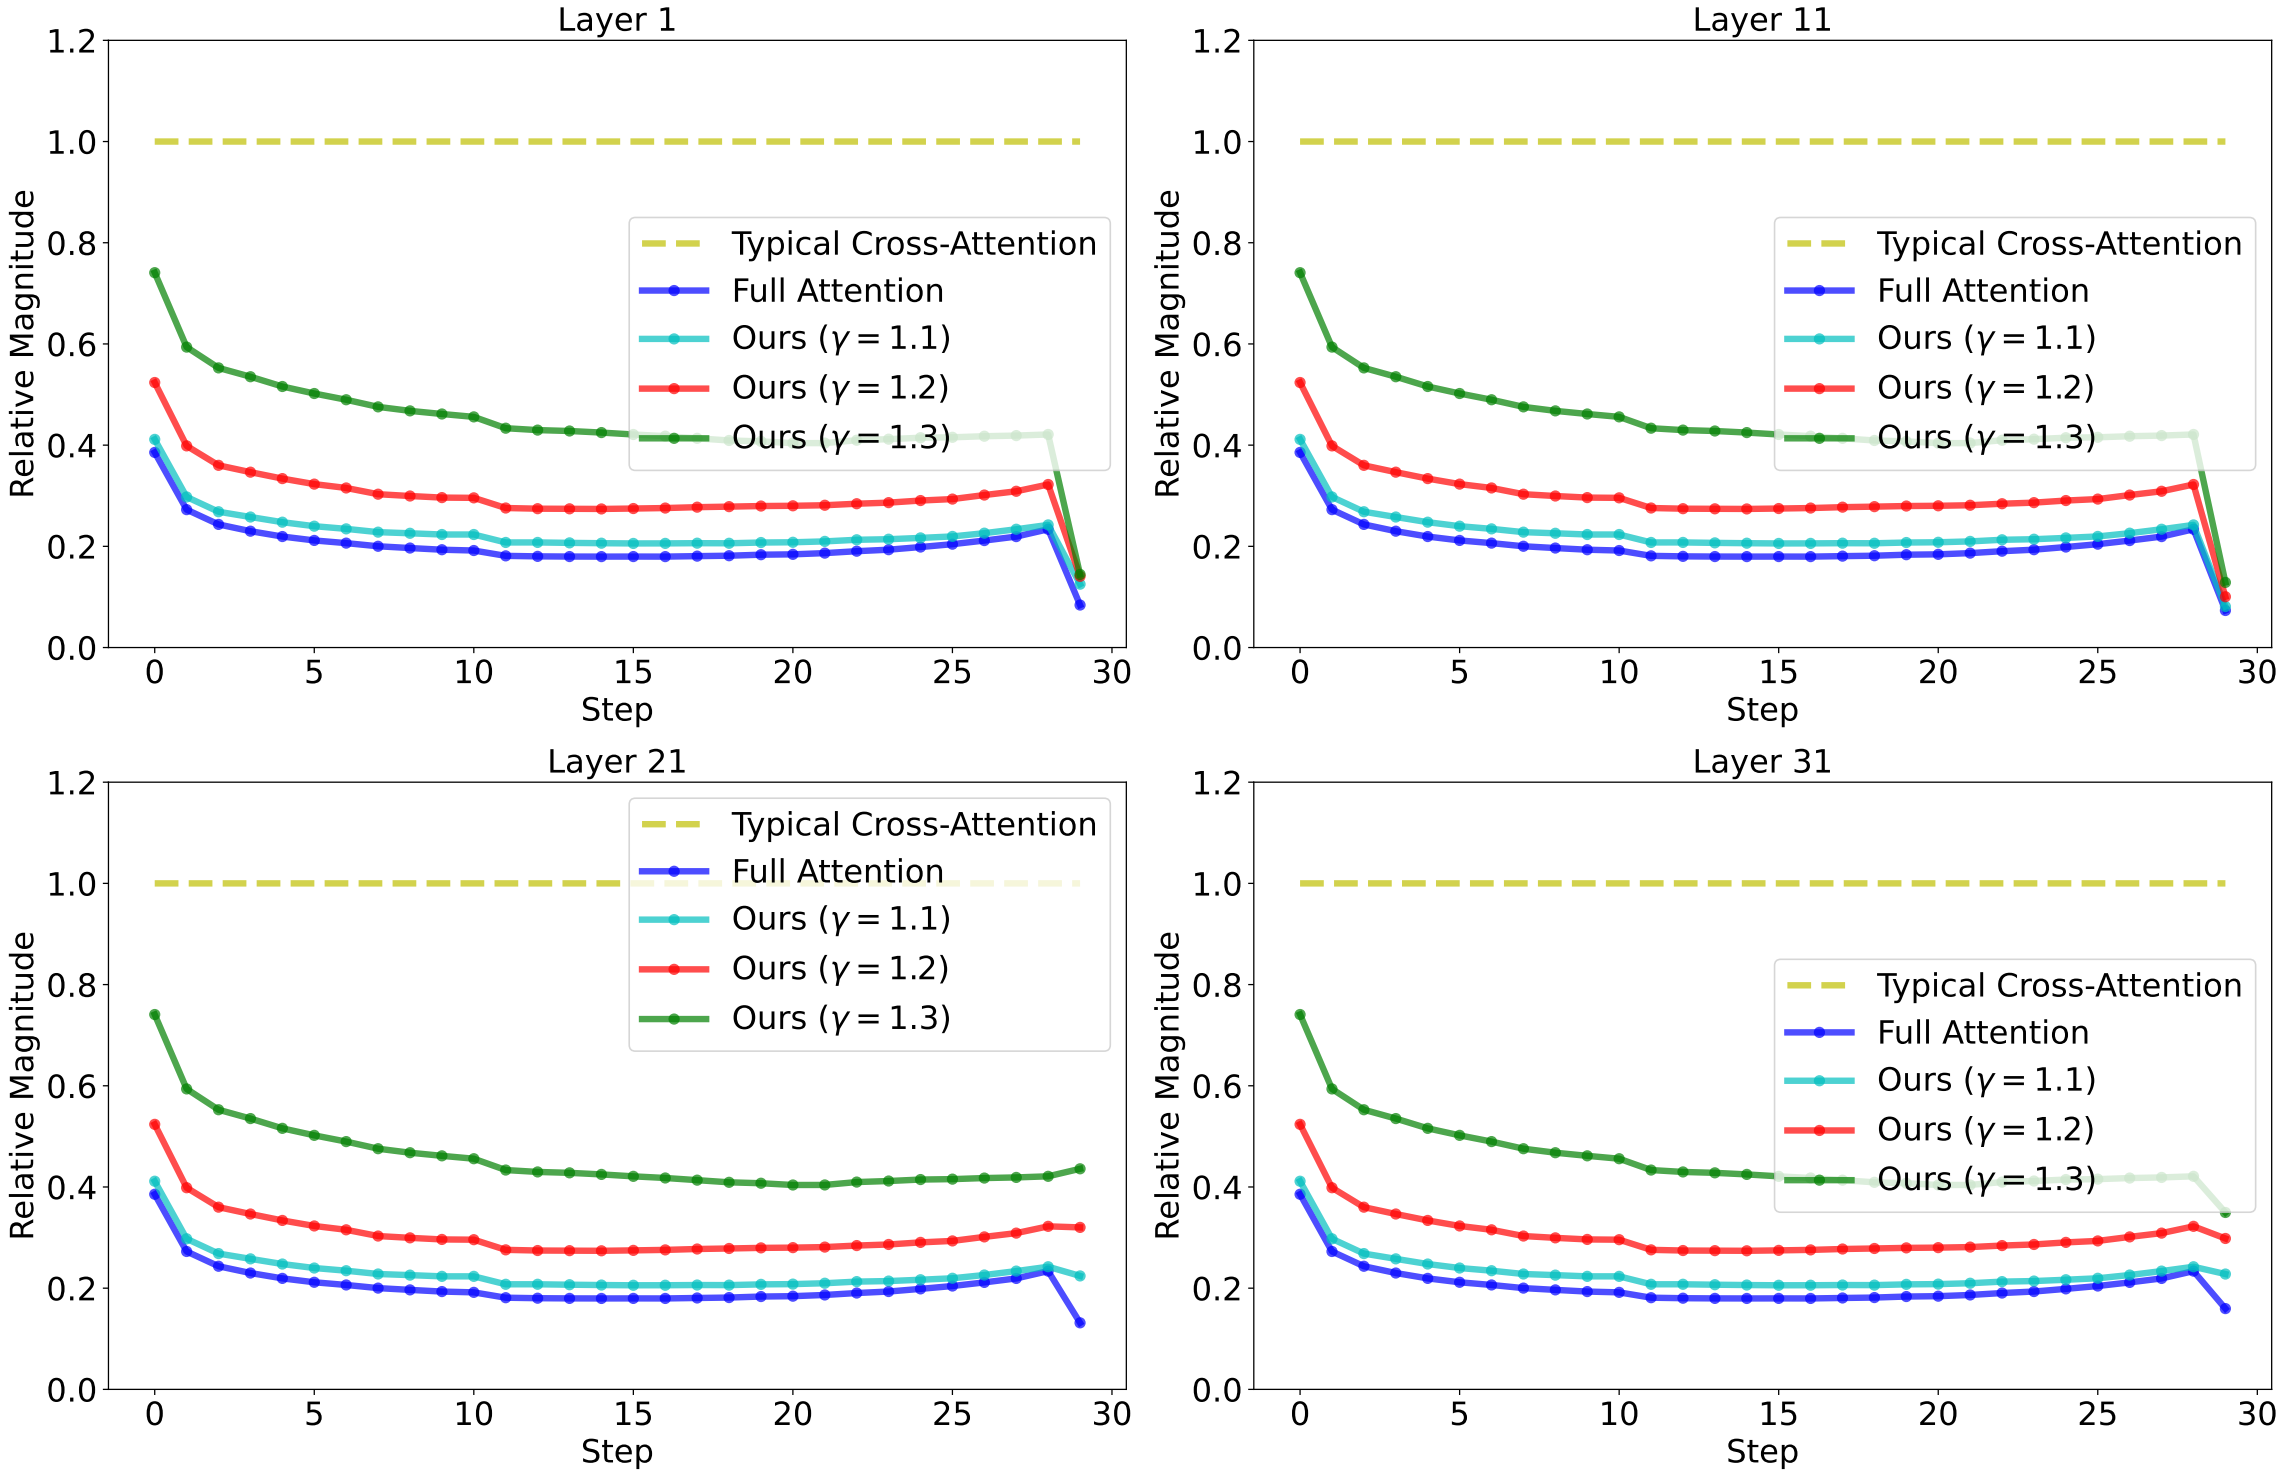 Layer 1
Relative Magnitude
1.2
1.0
0.8
0.6
0.4
0.2
0.0
Typical Cross-Attention
Full Attention
Ours (γ = 1.1)
Ours (γ = 1.2)
Ours (γ = 1.3)
0 5 10 15 20 25 30
Step
Layer 11
Relative Magnitude
1.2
1.0
0.8
0.6
0.4
0.2
0.0
Typical Cross-Attention
Full Attention
Ours (γ = 1.1)
Ours (γ = 1.2)
Ours (γ = 1.3)
0 5 10 15 20 25 30
Step
Layer 21
Relative Magnitude
1.2
1.0
0.8
0.6
0.4
0.2
0.0
Typical Cross-Attention
Full Attention
Ours (γ = 1.1)
Ours (γ = 1.2)
Ours (γ = 1.3)
0 5 10 15 20 25 30
Step
Layer 31
Relative Magnitude
1.2
1.0
0.8
0.6
0.4
0.2
0.0
Typical Cross-Attention
Full Attention
Ours (γ = 1.1)
Ours (γ = 1.2)
Ours (γ = 1.3)
0 5 10 15 20 25 30
Step